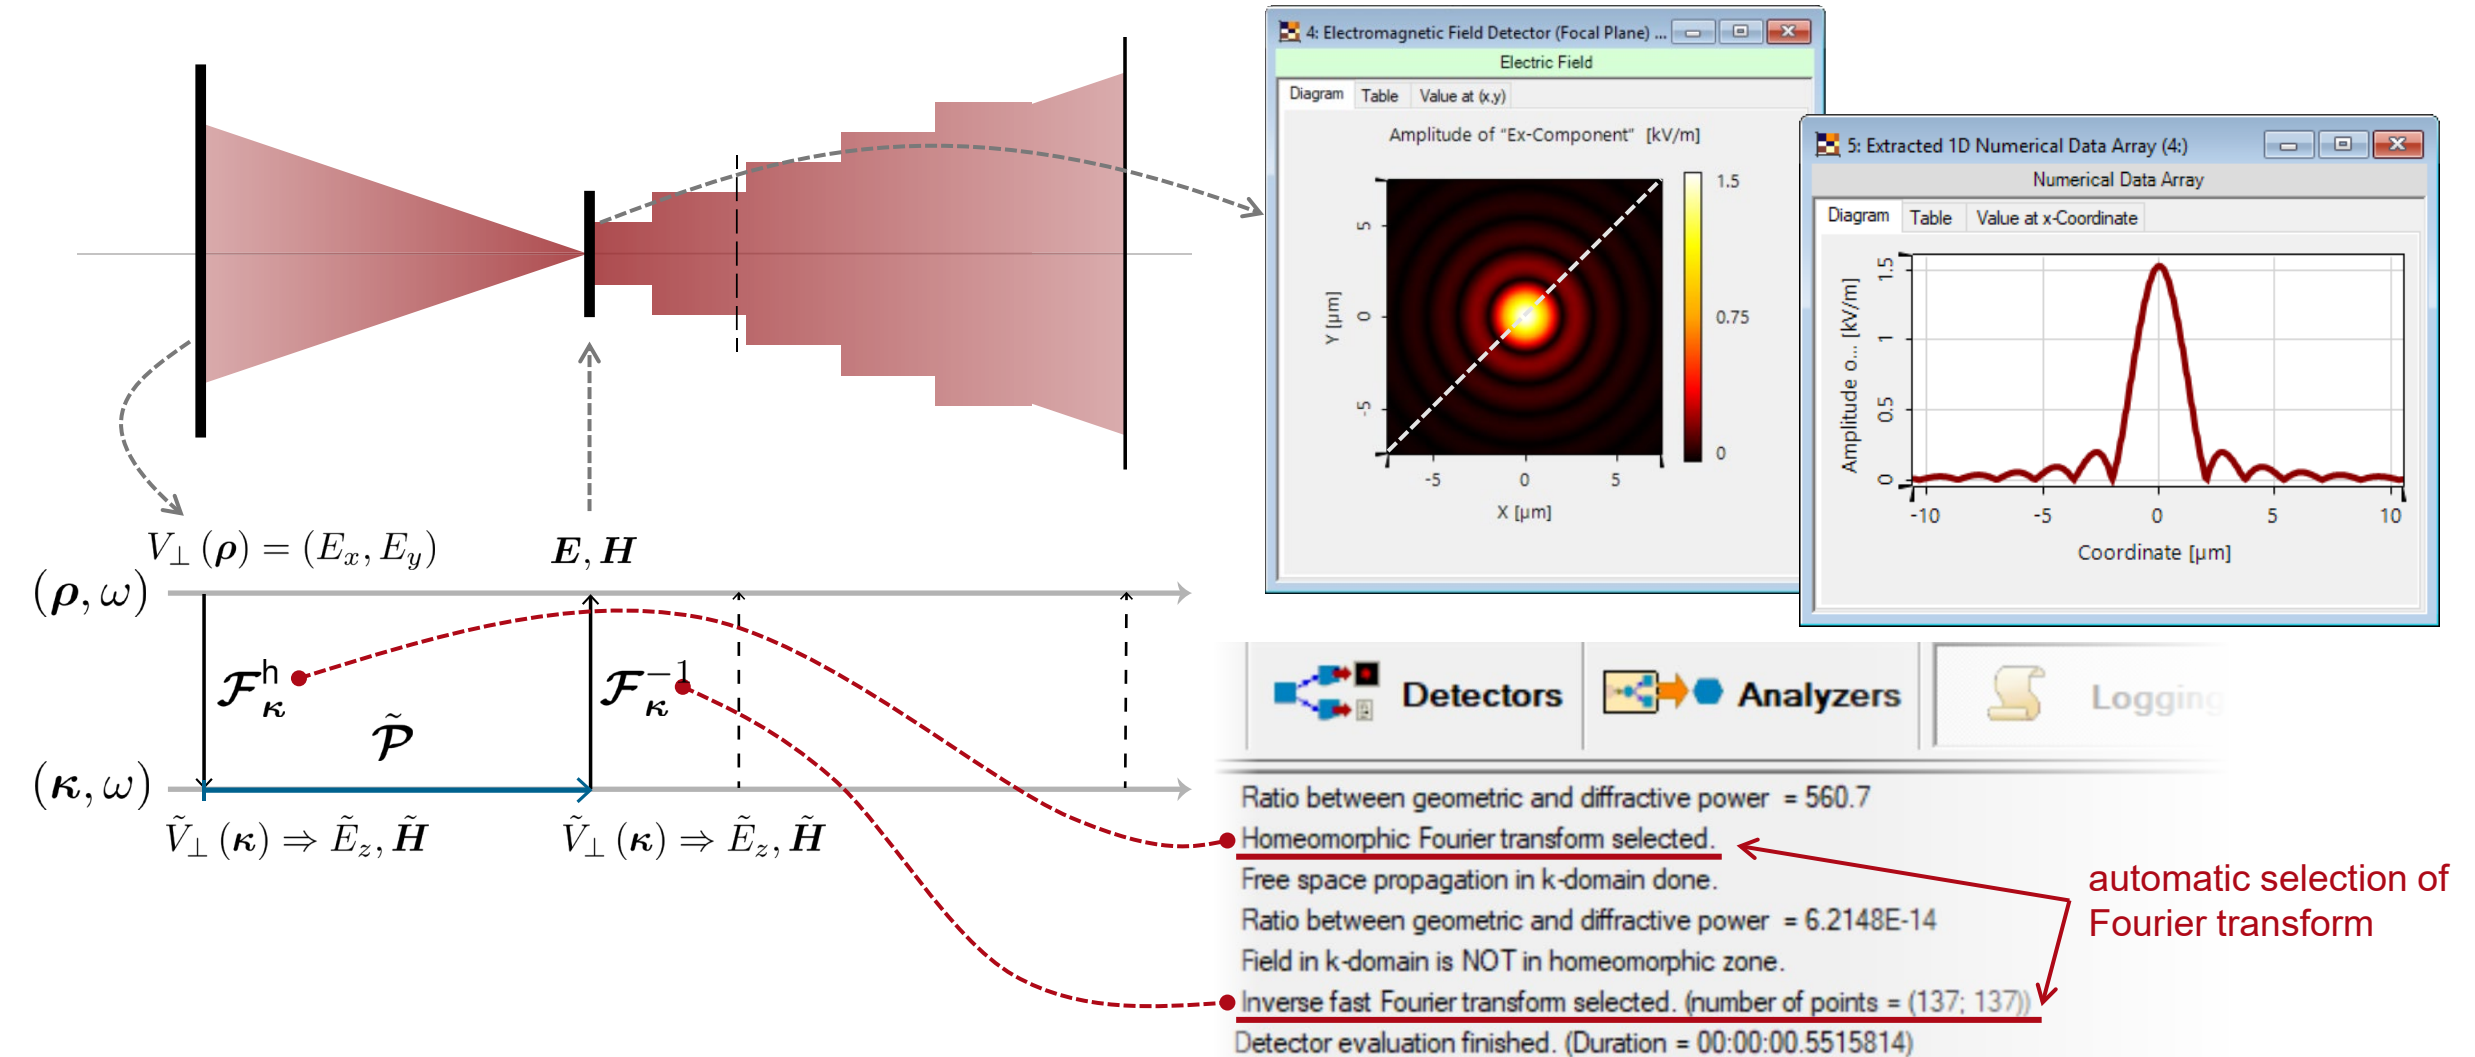 4: Electromagnetic Field Detector (Focal Plane) ...
Electric Field
Diagram Table Value at (x,y)
Amplitude of “Ex-Component” [kV/m]
1.5
0.75
0
5
0
-5
Y [µm]
-5 0 5
X [µm]
5: Extracted 1D Numerical Data Array (4:)
Numerical Data Array
Diagram Table Value at x-Coordinate
Amplitude o... [kV/m]
1.5
1
0.5
0
-10 -5 0 5 10
Coordinate [µm]
V⊥ (ρ) = (Ex, Ey)
E, H
(ρ, ω)
ℱκ^h
ℱκ^−1
𝒫̃
(κ, ω)
Ṽ⊥ (κ) ⇒ Ẽz, H̃
Ṽ⊥ (κ) ⇒ Ẽz, H̃
Detectors
Analyzers
Logging
Ratio between geometric and diffractive power = 560.7
Homeomorphic Fourier transform selected.
Free space propagation in k-domain done.
Ratio between geometric and diffractive power = 6.2148E-14
Field in k-domain is NOT in homeomorphic zone.
Inverse fast Fourier transform selected. (number of points = (137; 137))
Detector evaluation finished. (Duration = 00:00:00.5515814)
automatic selection of
Fourier transform